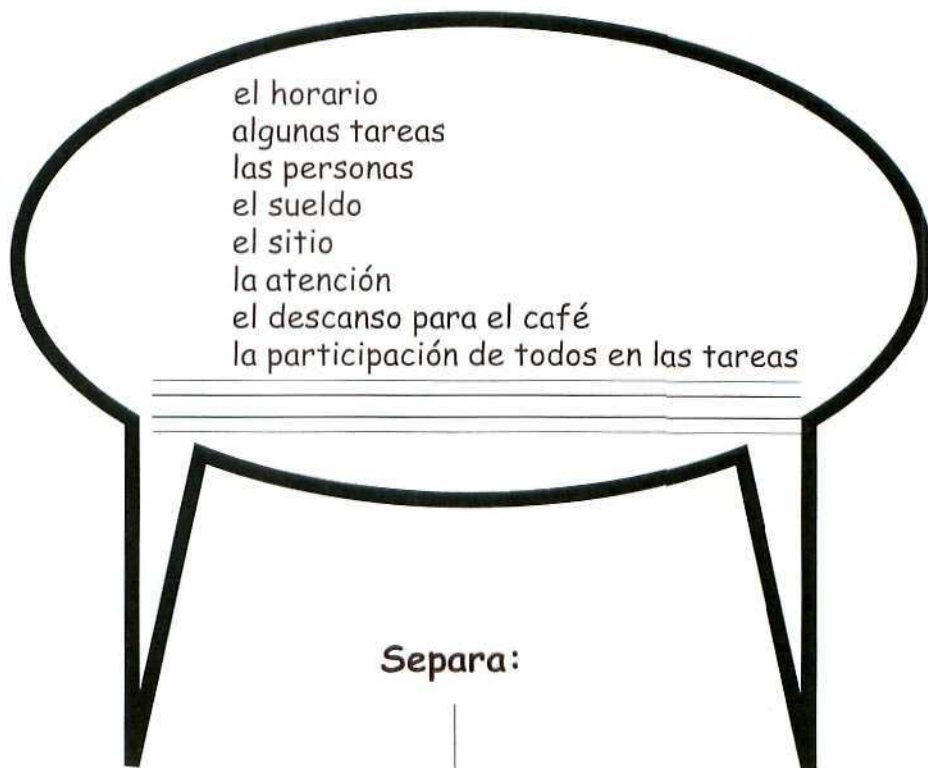 el horario
algunas tareas
las personas
el sueldo
el sitio
la atención
el descanso para el café
la participación de todos en las tareas
Separa: